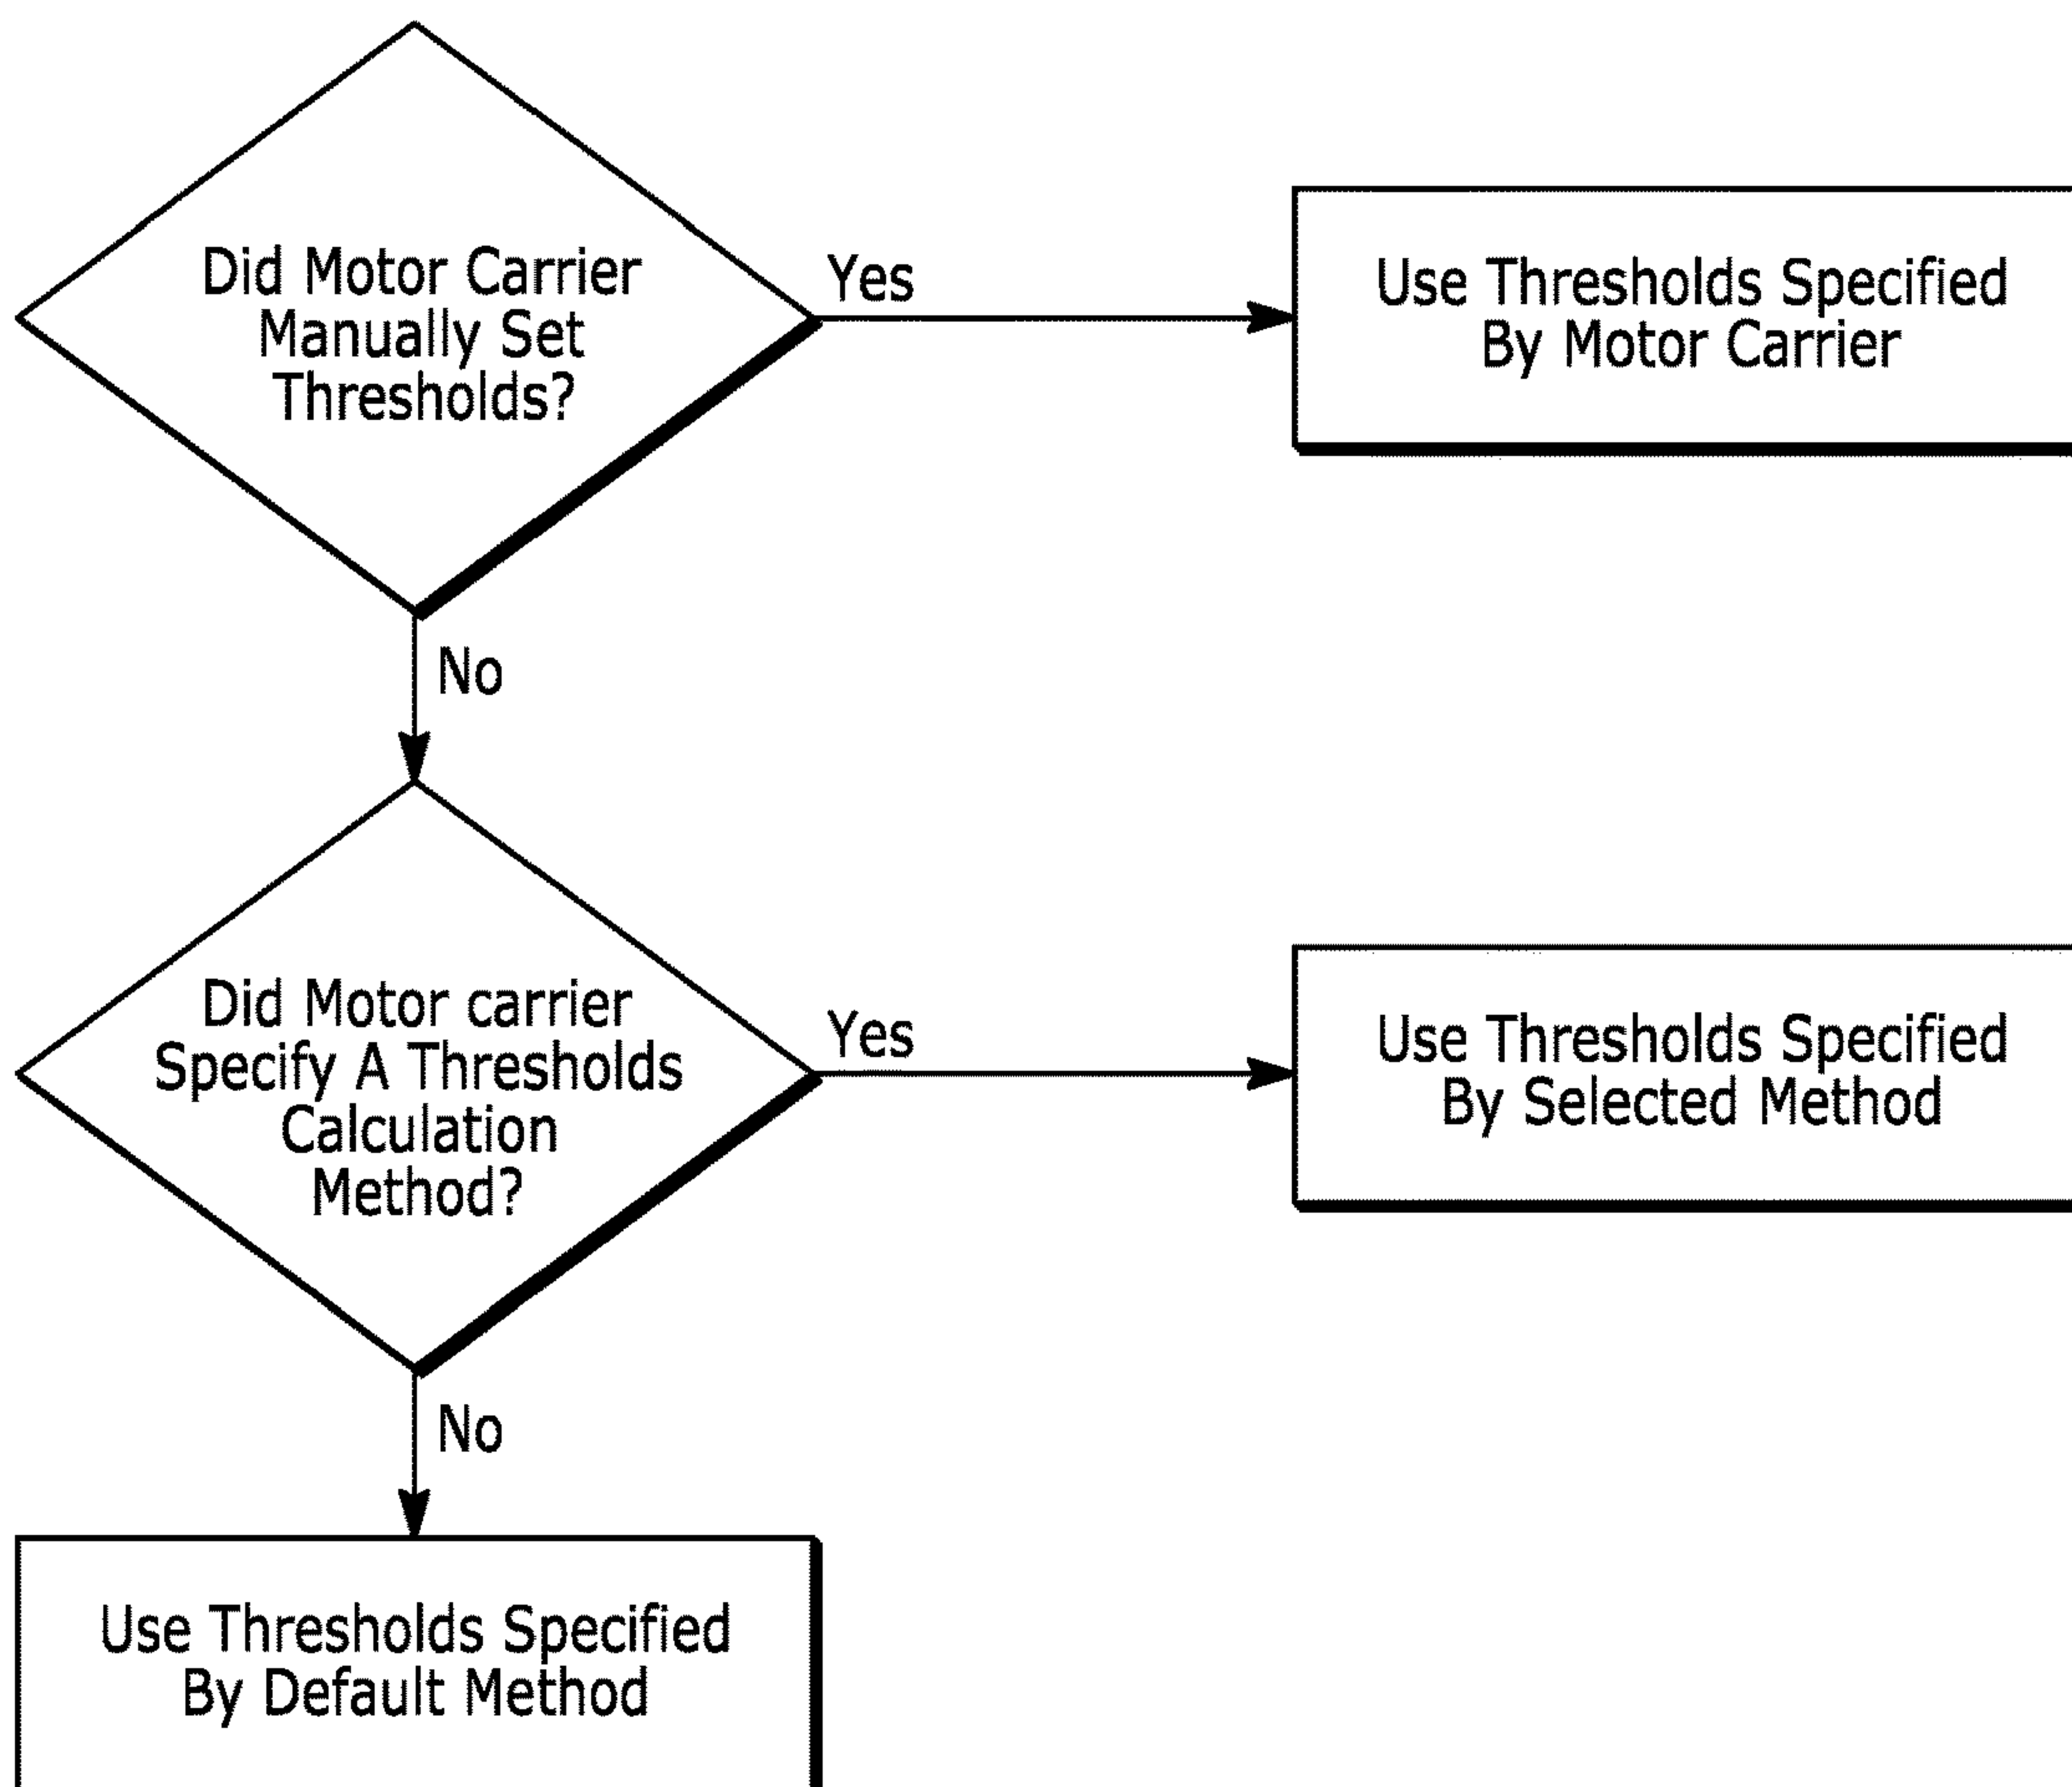 Did Motor Carrier
Manually Set
Thresholds?
Yes
Use Thresholds Specified
By Motor Carrier
No
Did Motor carrier
Specify A Thresholds
Calculation
Method?
Yes
Use Thresholds Specified
By Selected Method
No
Use Thresholds Specified
By Default Method